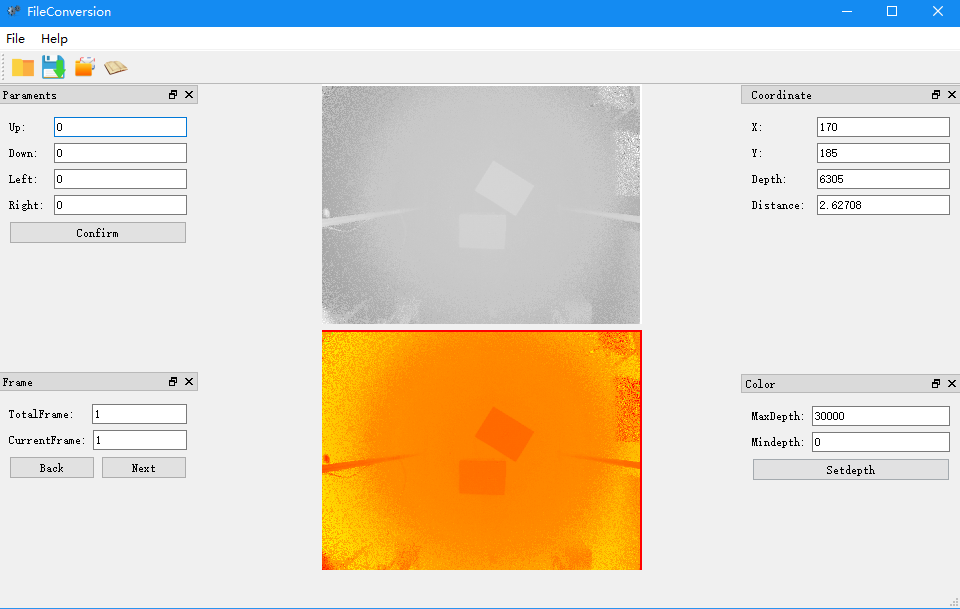 FileConversion
File Help
Paraments
Up: 0
Down: 0
Left: 0
Right: 0
Confirm
Frame
TotalFrame: 1
CurrentFrame: 1
Back Next
Coordinate
X: 170
Y: 185
Depth: 6305
Distance: 2.62708
Color
MaxDepth: 30000
Mindepth: 0
Setdepth